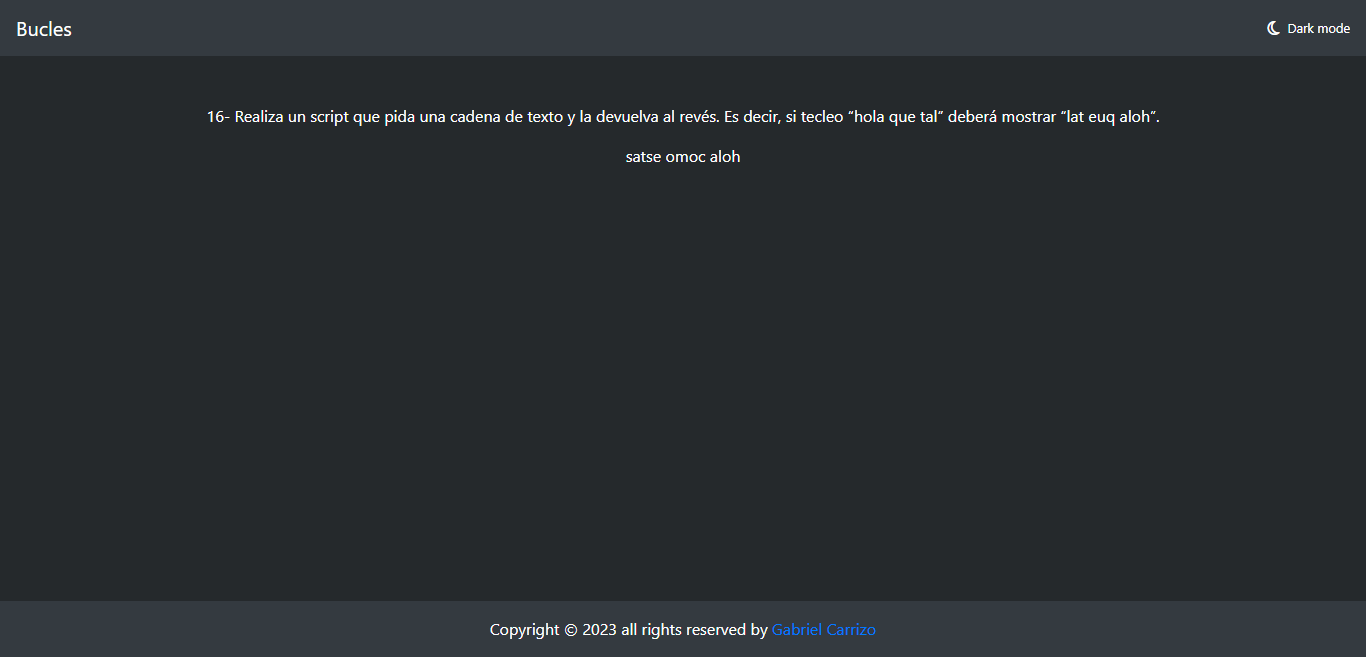 Bucles
Dark mode
16- Realiza un script que pida una cadena de texto y la devuelva al revés. Es decir, si tecleo “hola que tal” deberá mostrar “lat euq aloh”.
satse omoc aloh
Copyright © 2023 all rights reserved by Gabriel Carrizo